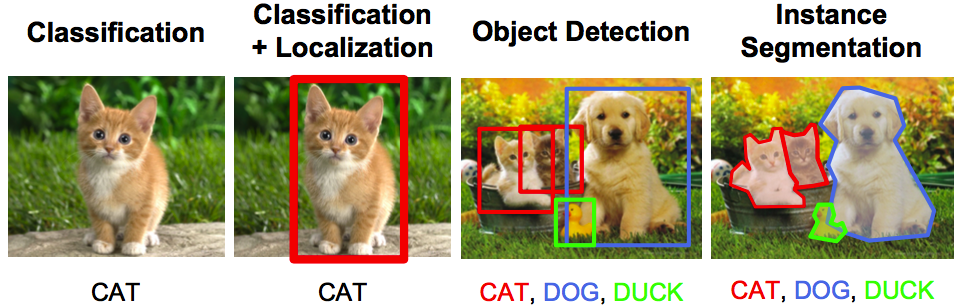 Classification
Classification
+ Localization
Object Detection
Instance
Segmentation
CAT
CAT
CAT, DOG, DUCK
CAT, DOG, DUCK